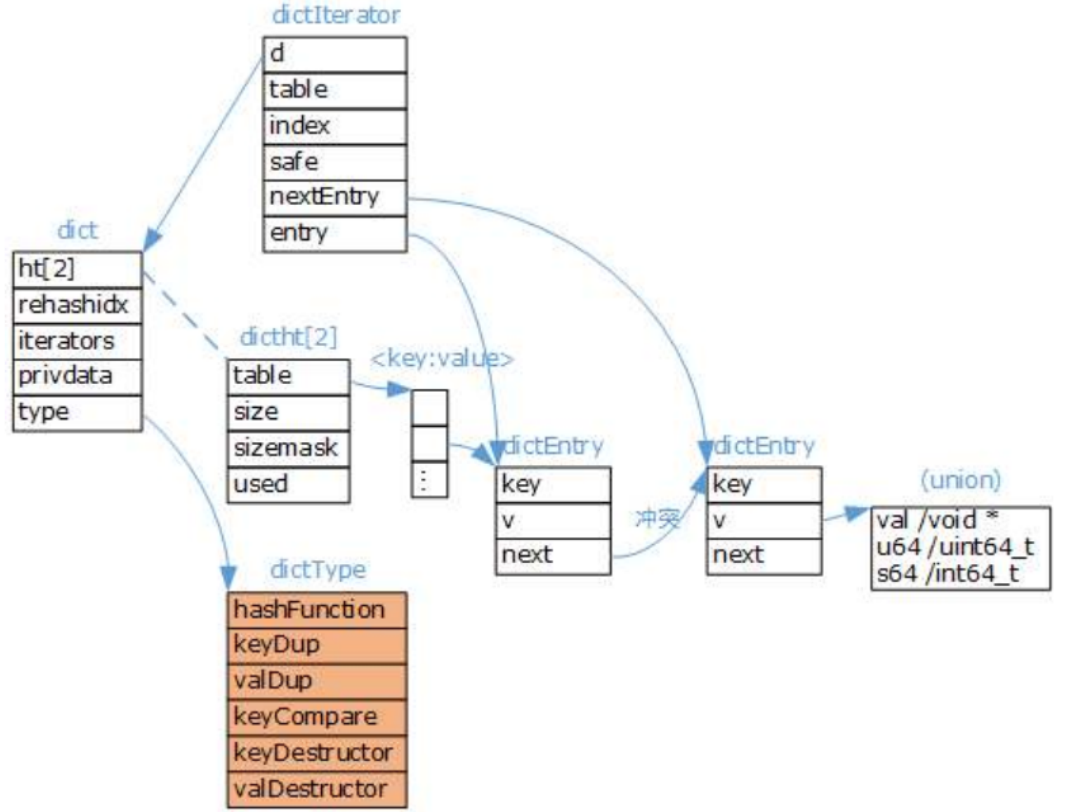 dictIterator
d
table
index
safe
nextEntry
entry
dict
ht[2]
rehashidx
iterators
privdata
type
dictht[2]
table
size
sizemask
used
<key:value>
⋮
dictEntry
key
v
next
冲突
dictEntry
key
v
next
(union)
val /void *
u64 /uint64_t
s64 /int64_t
dictType
hashFunction
keyDup
valDup
keyCompare
keyDestructor
valDestructor